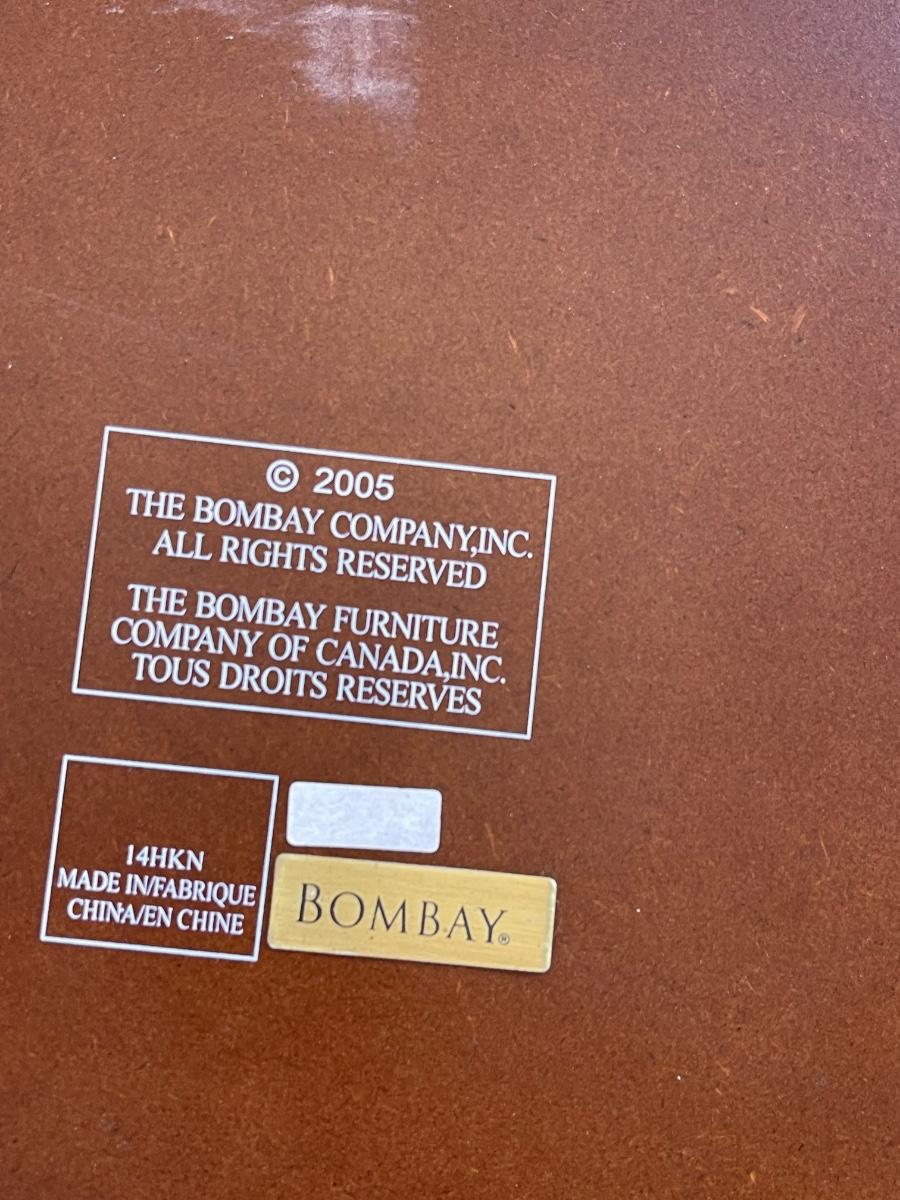 © 2005
THE BOMBAY COMPANY,INC.
ALL RIGHTS RESERVED
THE BOMBAY FURNITURE
COMPANY OF CANADA,INC.
TOUS DROITS RESERVES
14HKN
MADE IN/FABRIQUE
CHINA/EN CHINE
BOMBAY®